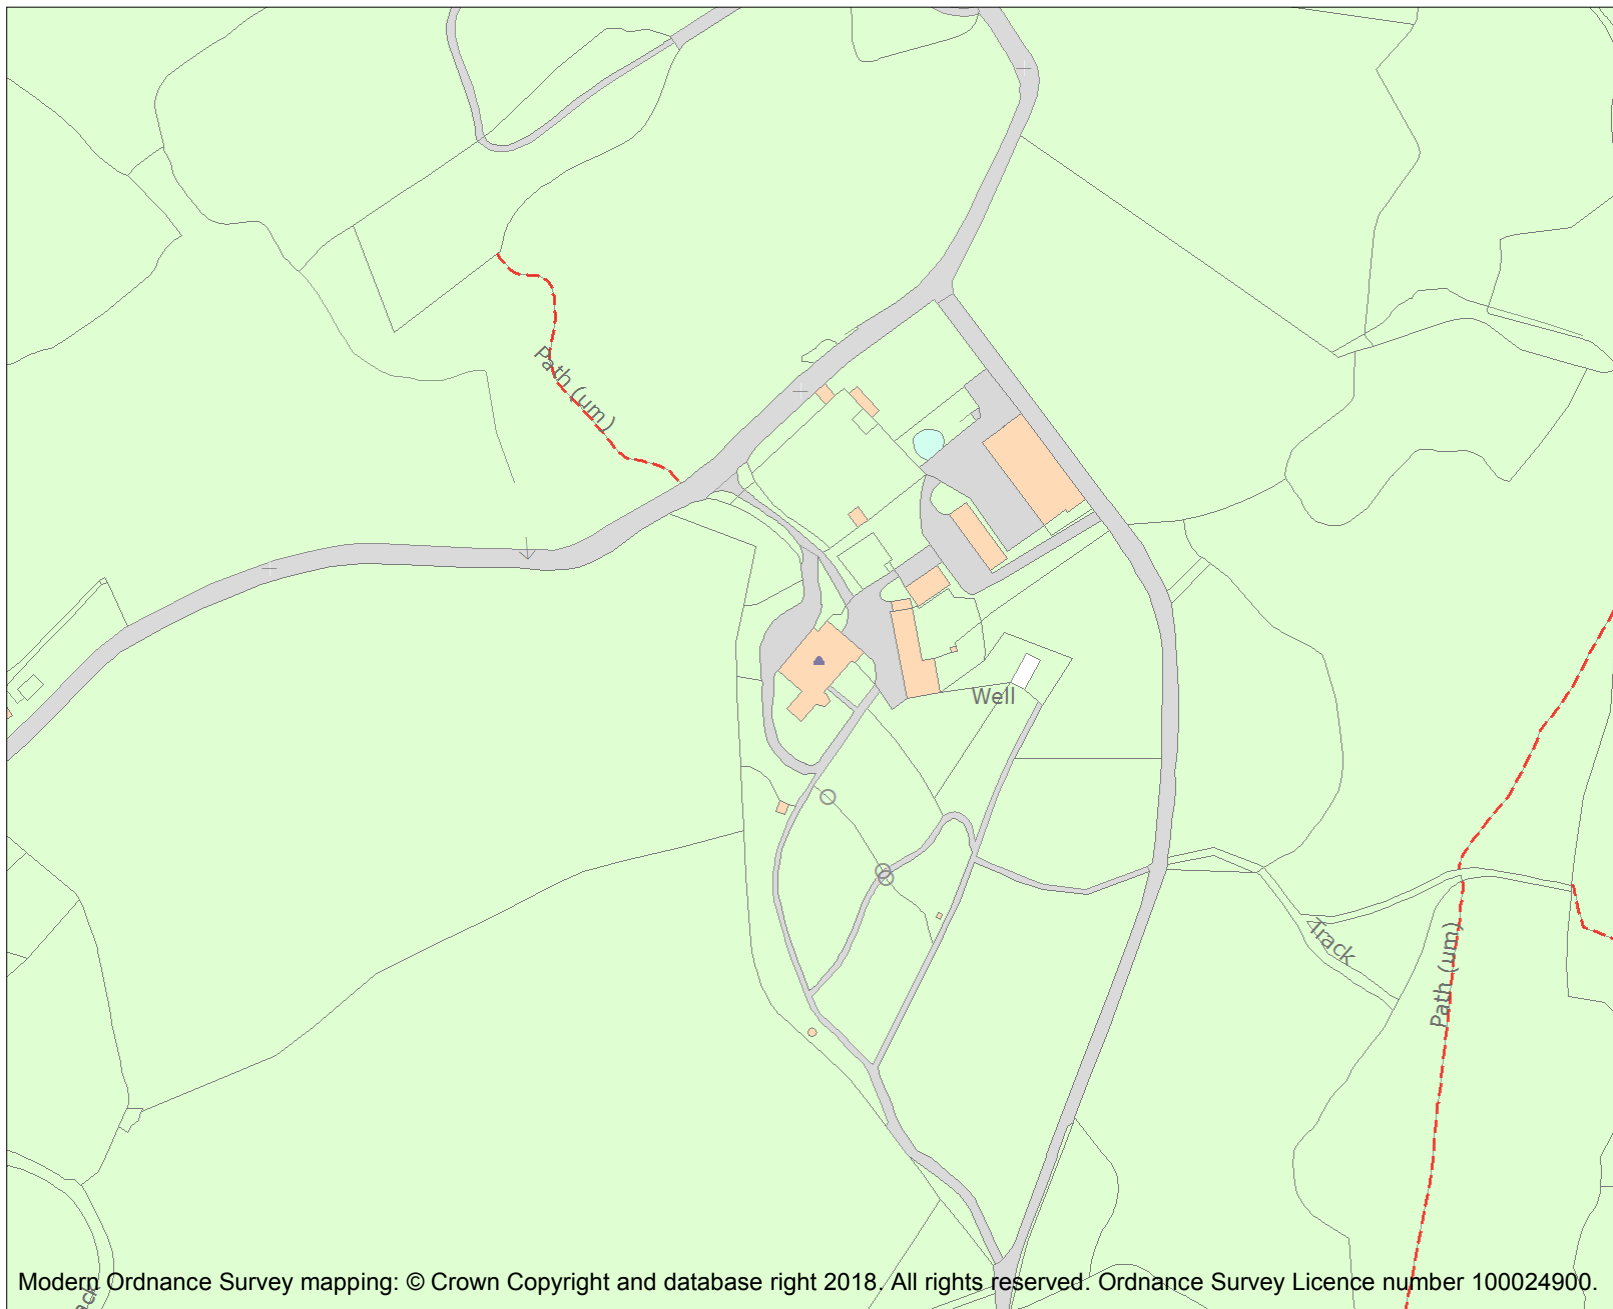 Path (um)
Well
Track
Path (um)
Modern Ordnance Survey mapping: © Crown Copyright and database right 2018. All rights reserved. Ordnance Survey Licence number 100024900.